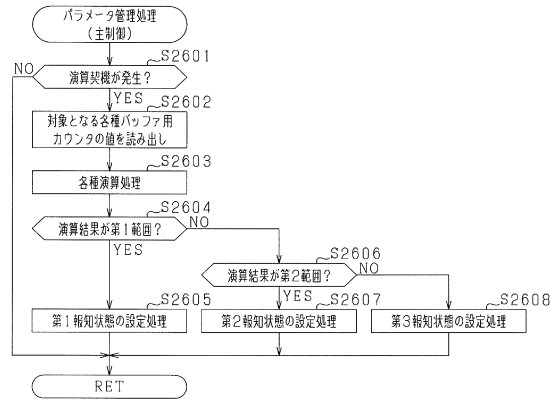 パラメータ管理処理
(主制御)
S2601
演算契機が発生?
NO
YES
S2602
対象となる各種バッファ用
カウンタの値を読み出し
S2603
各種演算処理
S2604
演算結果が第1範囲?
NO
YES
S2606
演算結果が第2範囲?
NO
YES
S2605
第1報知状態の設定処理
S2607
第2報知状態の設定処理
S2608
第3報知状態の設定処理
RET